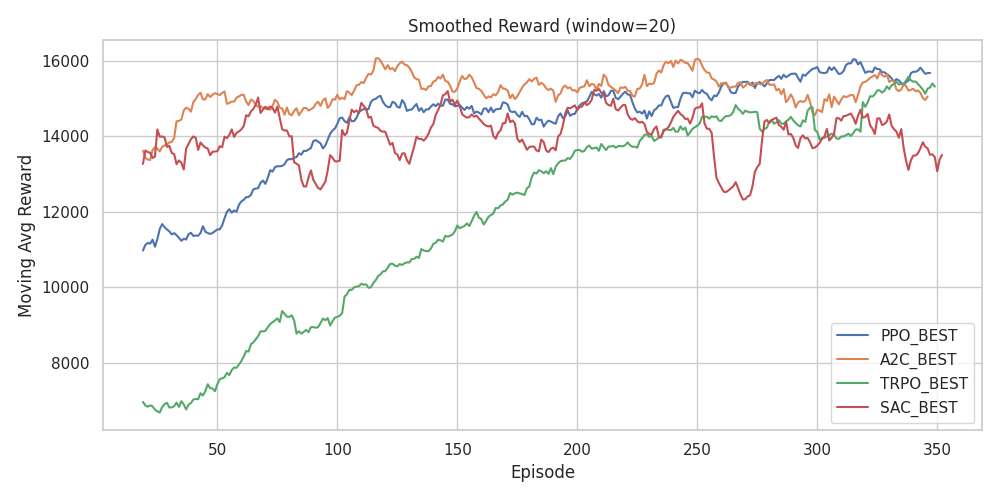 Smoothed Reward (window=20)
Moving Avg Reward
16000
14000
12000
10000
8000
50
100
150
200
250
300
350
Episode
PPO_BEST
A2C_BEST
TRPO_BEST
SAC_BEST